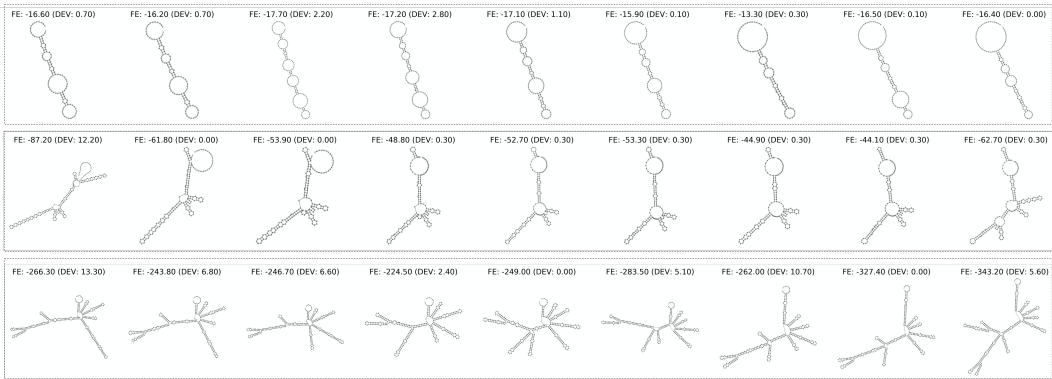 FE: -16.60 (DEV: 0.70) FE: -16.20 (DEV: 0.70) FE: -17.70 (DEV: 2.20) FE: -17.20 (DEV: 2.80) FE: -17.10 (DEV: 1.10) FE: -15.90 (DEV: 0.10) FE: -13.30 (DEV: 0.30) FE: -16.50 (DEV: 0.10) FE: -16.40 (DEV: 0.00)
FE: -87.20 (DEV: 12.20) FE: -61.80 (DEV: 0.00) FE: -53.90 (DEV: 0.00) FE: -48.80 (DEV: 0.30) FE: -52.70 (DEV: 0.30) FE: -53.30 (DEV: 0.30) FE: -44.90 (DEV: 0.30) FE: -44.10 (DEV: 0.30) FE: -62.70 (DEV: 0.30)
FE: -266.30 (DEV: 13.30) FE: -243.80 (DEV: 6.80) FE: -246.70 (DEV: 6.60) FE: -224.50 (DEV: 2.40) FE: -249.00 (DEV: 0.00) FE: -283.50 (DEV: 5.10) FE: -262.00 (DEV: 10.70) FE: -327.40 (DEV: 0.00) FE: -343.20 (DEV: 5.60)